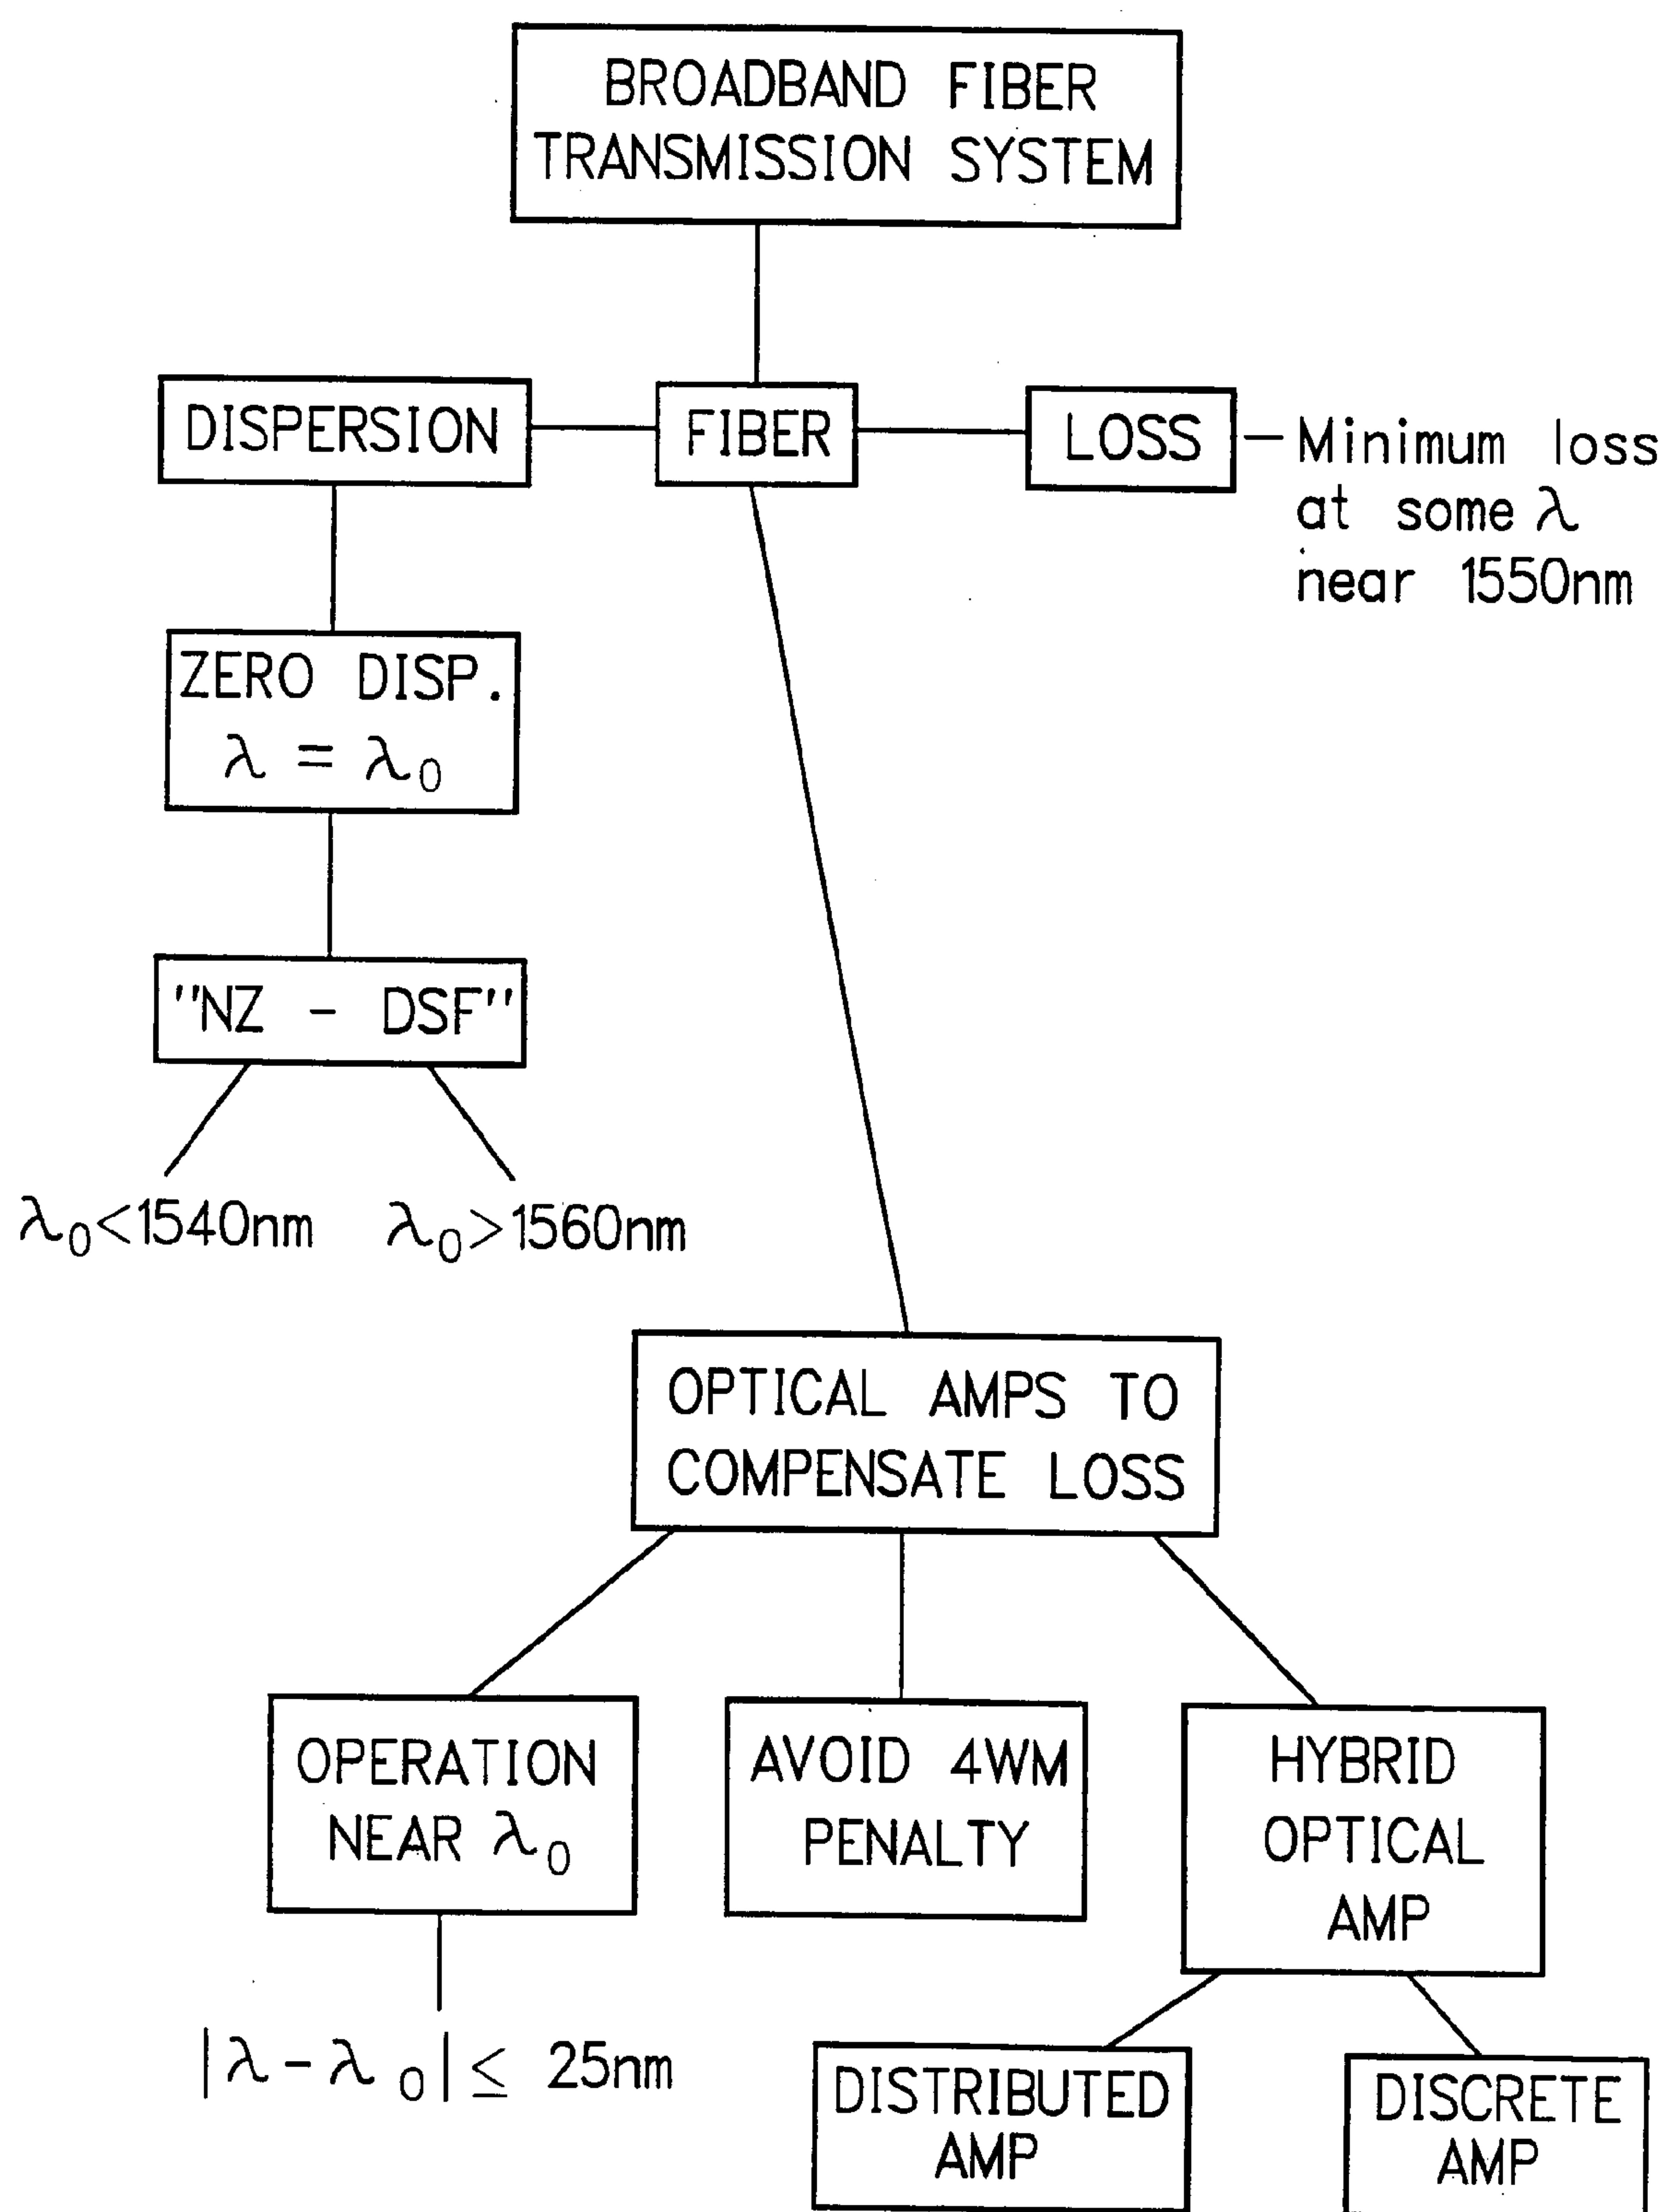 BROADBAND FIBER
TRANSMISSION SYSTEM
DISPERSION
FIBER
LOSS
Minimum loss
at some λ
near 1550nm
ZERO DISP.
λ = λ₀
"NZ - DSF"
λ₀<1540nm
λ₀>1560nm
OPTICAL AMPS TO
COMPENSATE LOSS
OPERATION
NEAR λ₀
AVOID 4WM
PENALTY
HYBRID
OPTICAL
AMP
|λ-λ₀|≤ 25nm
DISTRIBUTED
AMP
DISCRETE
AMP